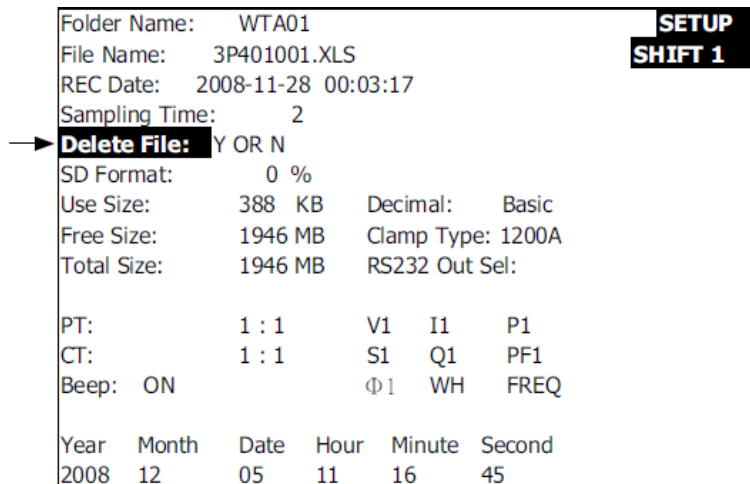 Folder Name: WTA01 SETUP
File Name: 3P401001.XLS SHIFT 1
REC Date: 2008-11-28 00:03:17
Sampling Time: 2
Delete File: Y OR N
SD Format: 0 %
Use Size: 388 KB Decimal: Basic
Free Size: 1946 MB Clamp Type: 1200A
Total Size: 1946 MB RS232 Out Sel:
PT: 1 : 1 V1 I1 P1
CT: 1 : 1 S1 Q1 PF1
Beep: ON Φ1 WH FREQ
Year Month Date Hour Minute Second
2008 12 05 11 16 45